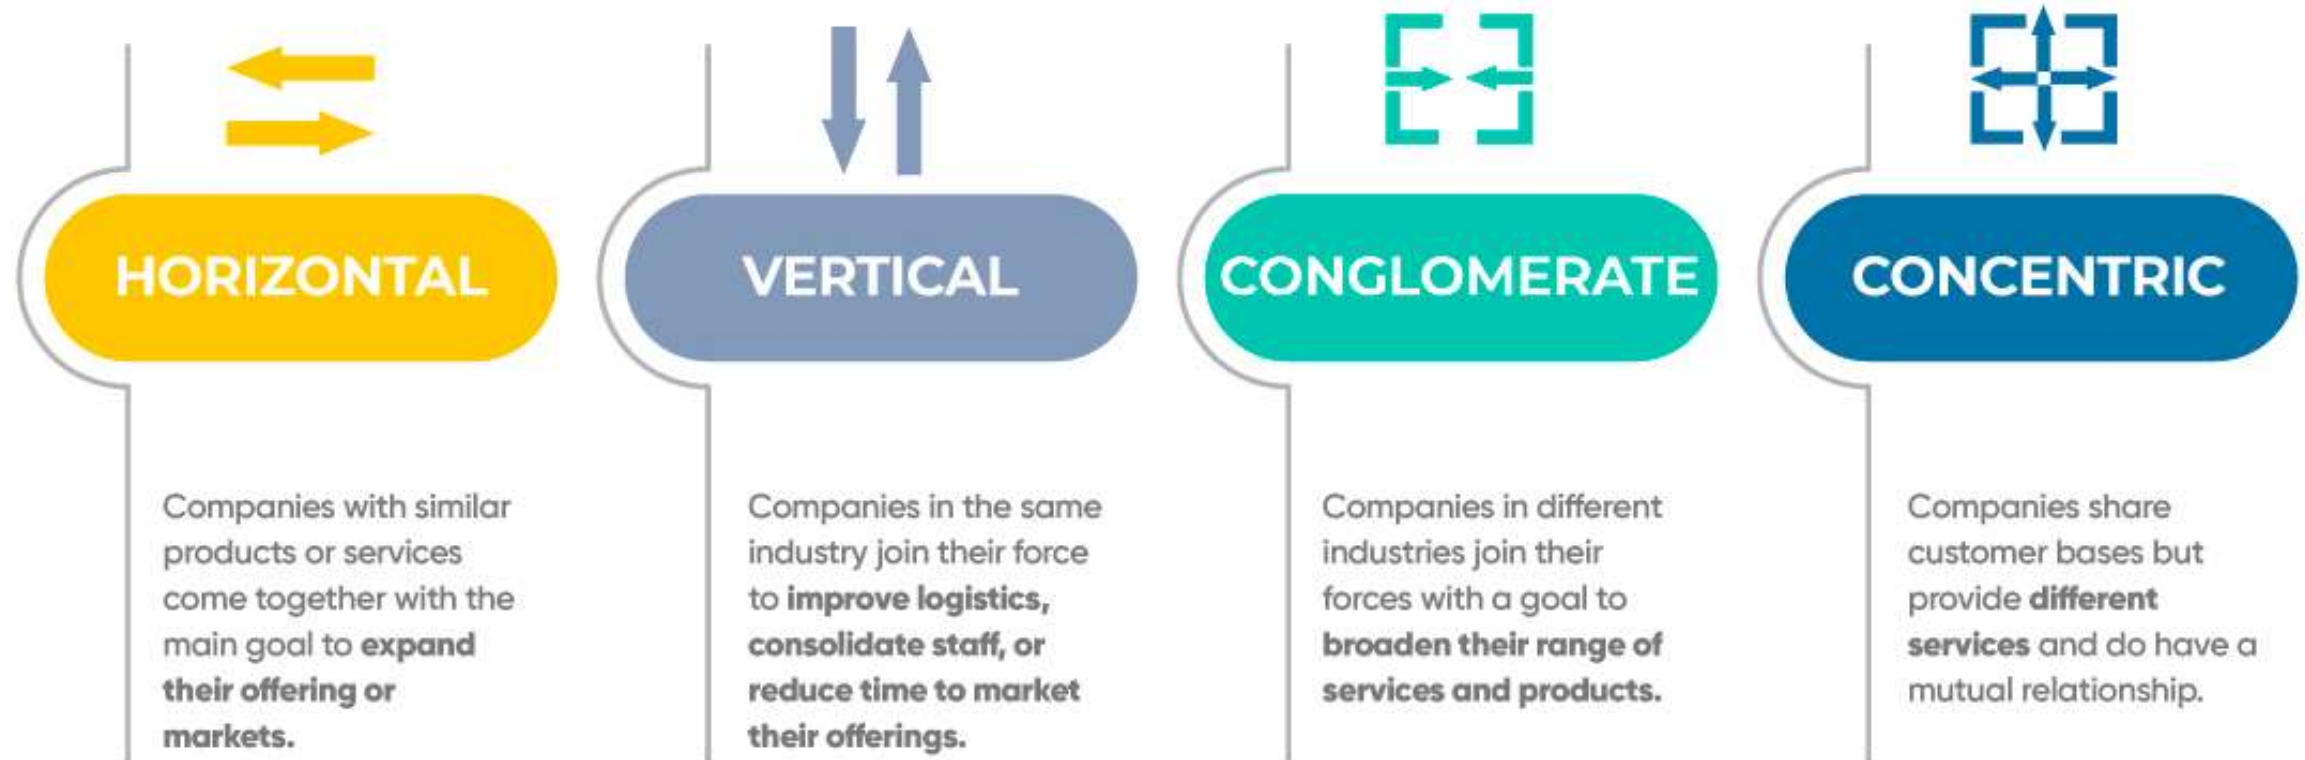 HORIZONTAL
Companies with similar
products or services
come together with the
main goal to expand
their offering or
markets.
VERTICAL
Companies in the same
industry join their force
to improve logistics,
consolidate staff, or
reduce time to market
their offerings.
CONGLOMERATE
Companies in different
industries join their
forces with a goal to
broaden their range of
services and products.
CONCENTRIC
Companies share
customer bases but
provide different
services and do have a
mutual relationship.